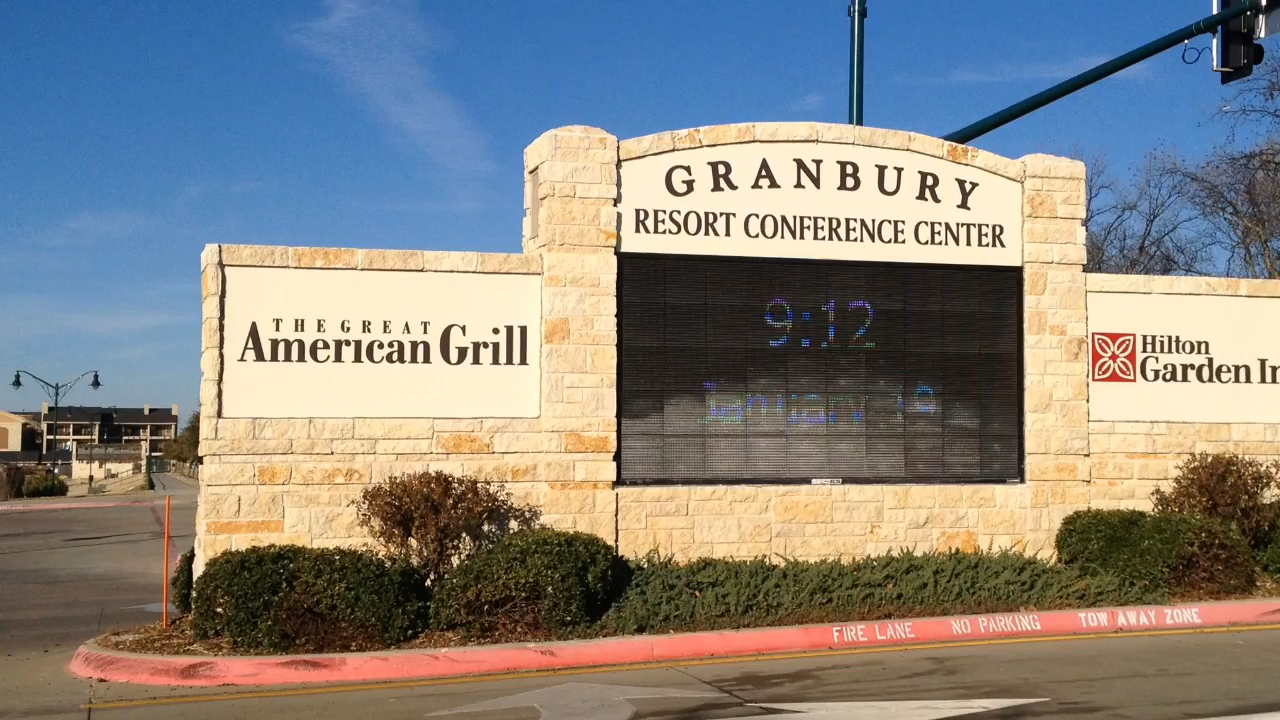 GRANBURY
RESORT CONFERENCE CENTER
THE GREAT
American Grill
9:12
January
Hilton
Garden In
FIRE LANE NO PARKING TOW AWAY ZONE